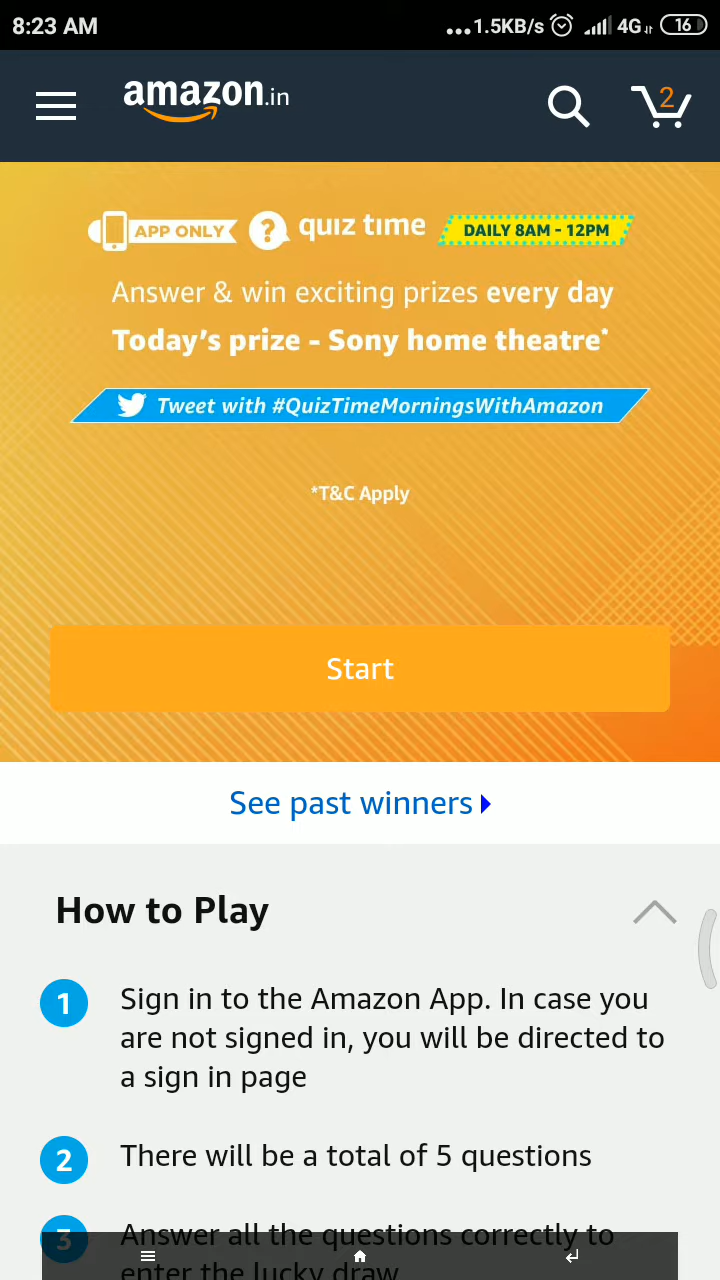 8:23 AM
...1.5KB/s 4G 16
amazon.in
2
APP ONLY ? quiz time DAILY 8AM - 12PM
Answer & win exciting prizes every day
Today's prize - Sony home theatre*
Tweet with #QuizTimeMorningsWithAmazon
*T&C Apply
Start
See past winners
How to Play
1 Sign in to the Amazon App. In case you
are not signed in, you will be directed to
a sign in page
2 There will be a total of 5 questions
3 Answer all the questions correctly to
enter the lucky draw